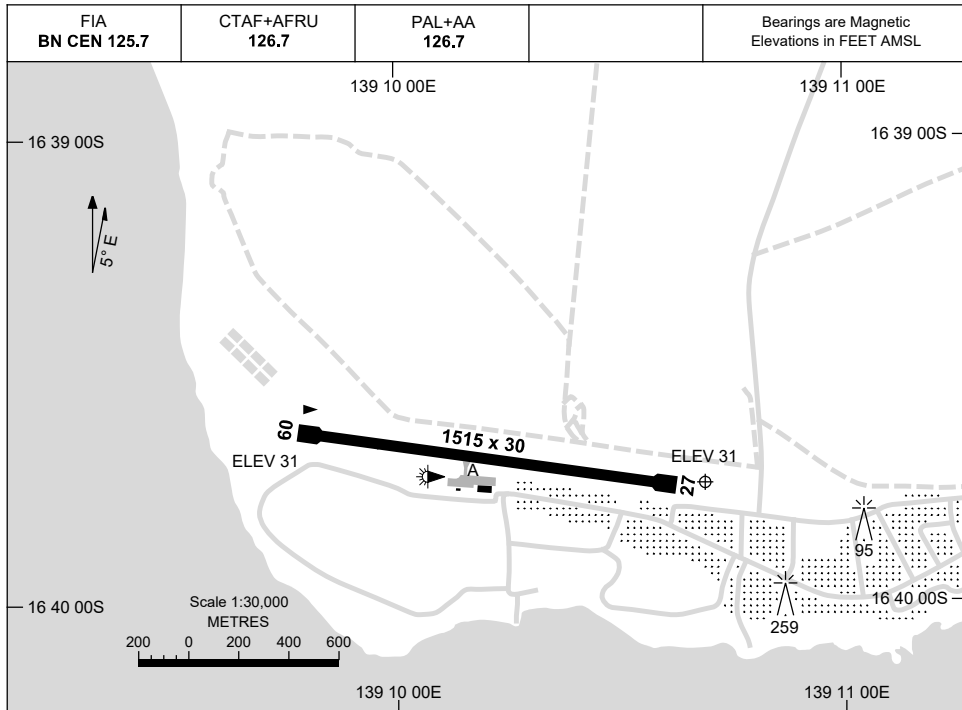 FIA
BN CEN 125.7
CTAF+AFRU
126.7
PAL+AA
126.7
Bearings are Magnetic
Elevations in FEET AMSL
139 10 00E
139 11 00E
16 39 00S
16 39 00S
5° E
09
1515 x 30
ELEV 31
ELEV 31
A
27
95
259
16 40 00S
16 40 00S
Scale 1:30,000
METRES
200 0 200 400 600
139 10 00E
139 11 00E